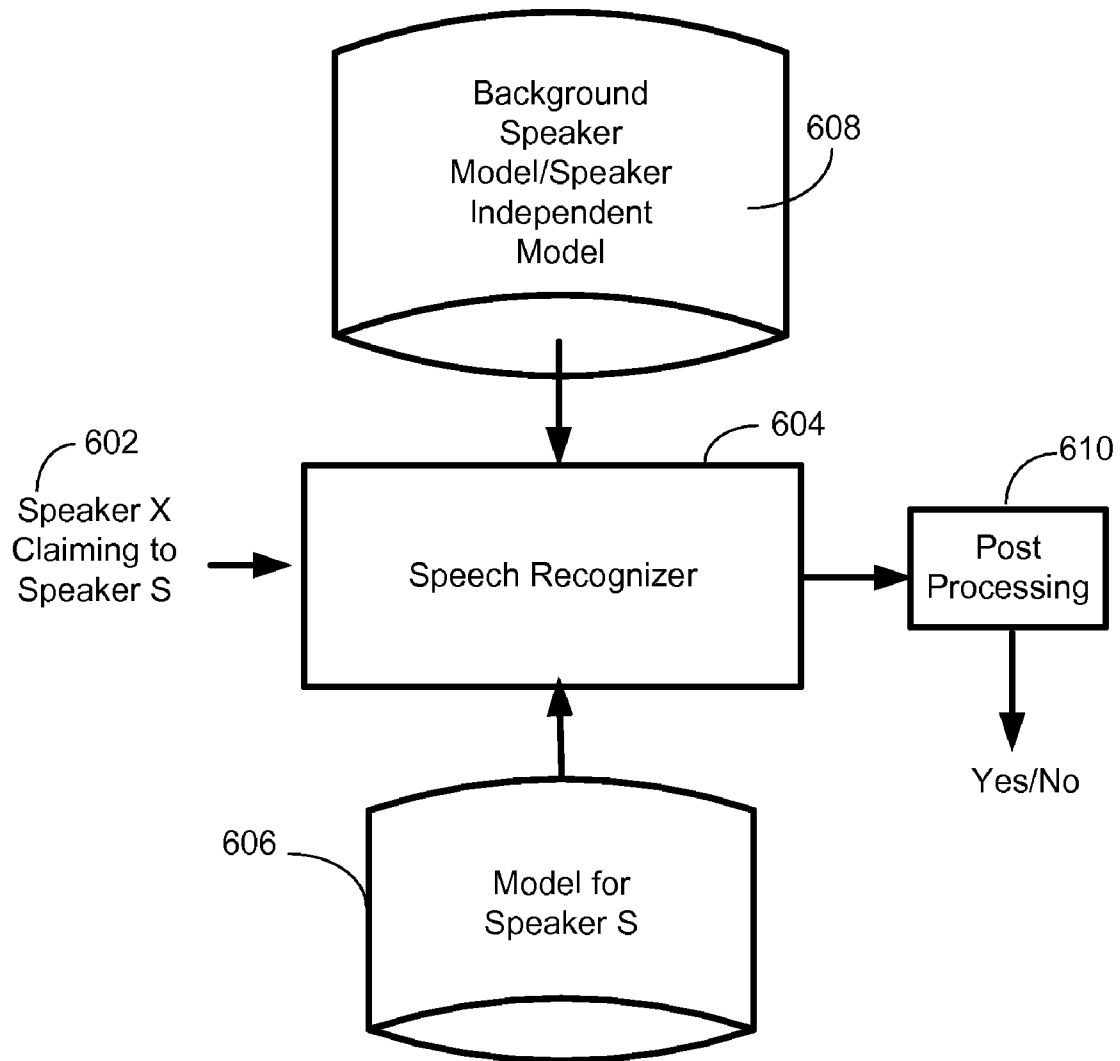 Background
Speaker
Model/Speaker
Independent
Model
608
602
Speaker X
Claiming to
Speaker S
604
Speech Recognizer
610
Post
Processing
Yes/No
606
Model for
Speaker S